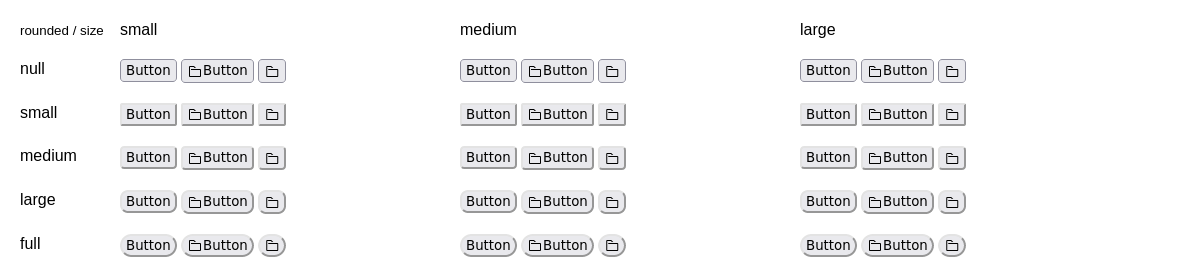 rounded / size small medium large
null Button Button Button Button Button Button
small Button Button Button Button Button Button
medium Button Button Button Button Button Button
large Button Button Button Button Button Button
full Button Button Button Button Button Button